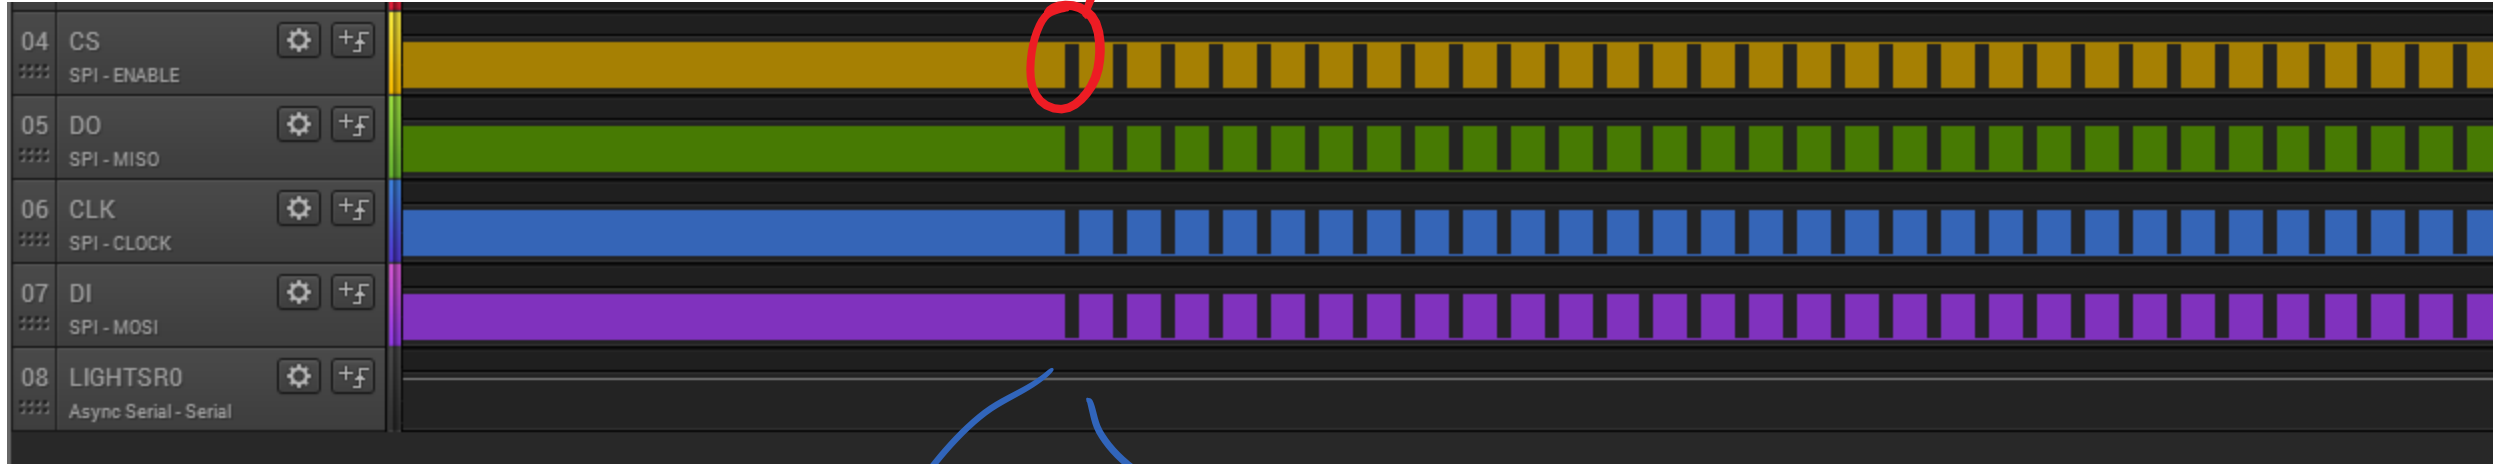 04 CS
SPI - ENABLE
05 DO
SPI - MISO
06 CLK
SPI - CLOCK
07 DI
SPI - MOSI
08 LIGHTSR0
Async Serial - Serial